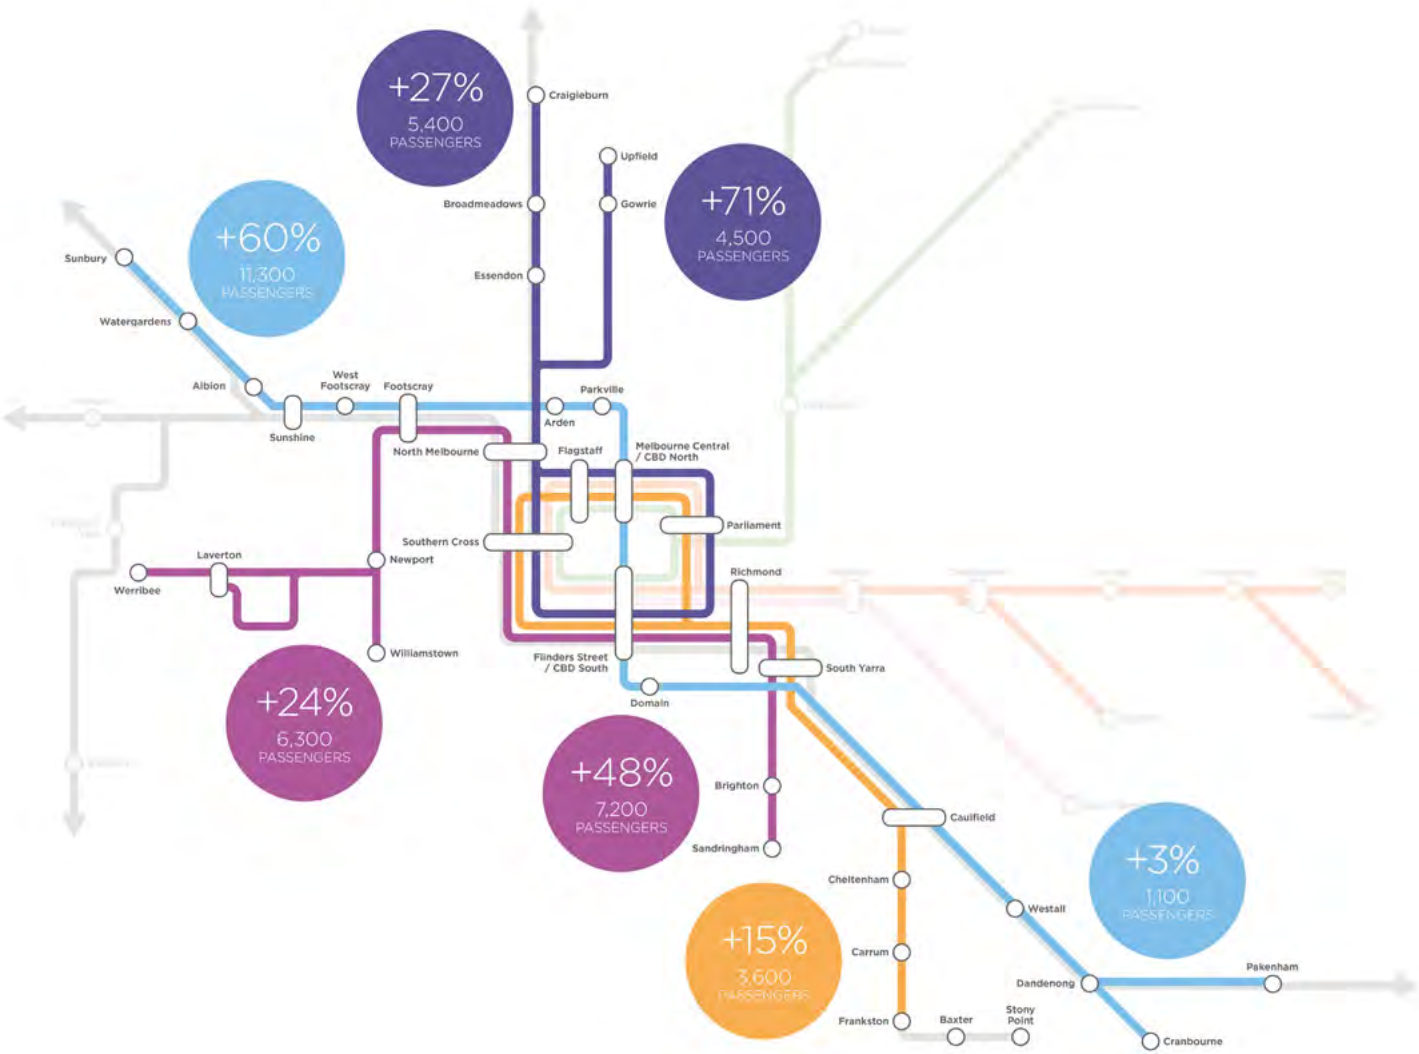 +27%
5,400
PASSENGERS
Craigieburn
Upfield
+71%
4,500
PASSENGERS
Broadmeadows
Gowrie
+60%
11,300
PASSENGERS
Sunbury
Essendon
Watergardens
Albion
West
Footscray
Footscray
Parkville
Arden
Sunshine
North Melbourne
Flagstaff
Melbourne Central
/ CBD North
Parliament
Southern Cross
Laverton
Newport
Richmond
Werribee
Williamstown
Flinders Street
/ CBD South
South Yarra
Domain
+24%
6,300
PASSENGERS
+48%
7,200
PASSENGERS
Brighton
Sandringham
Caulfield
+3%
1,100
PASSENGERS
Cheltenham
Westall
+15%
3,600
PASSENGERS
Carrum
Dandenong
Pakenham
Frankston
Baxter
Stony
Point
Cranbourne